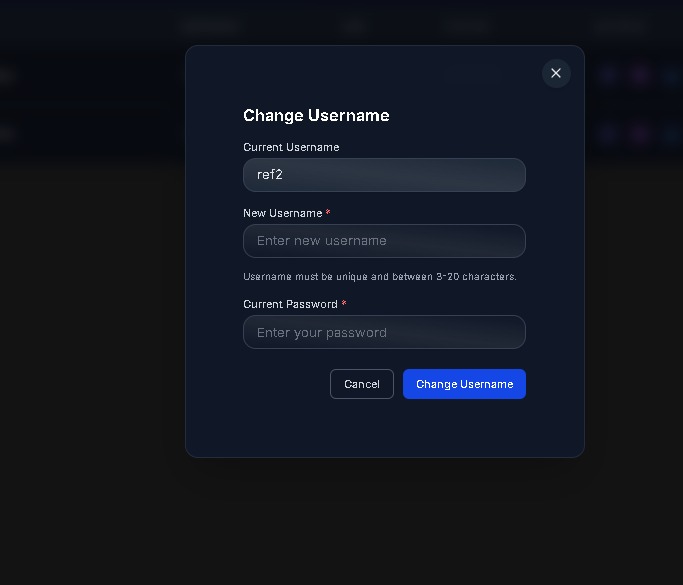 Change Username
Current Username
ref2
New Username *
Enter new username
Username must be unique and between 3-20 characters.
Current Password *
Enter your password
Cancel
Change Username